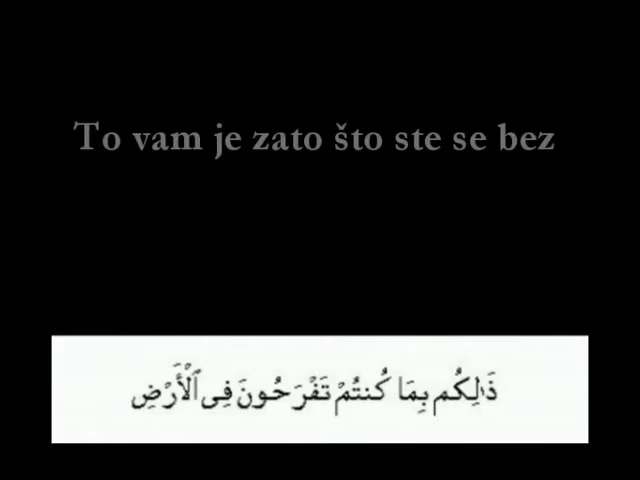 To vam je zato što ste se bez
ذَٰلِكُم بِمَا كُنتُمْ تَفْرَحُونَ فِى ٱلْأَرْضِ